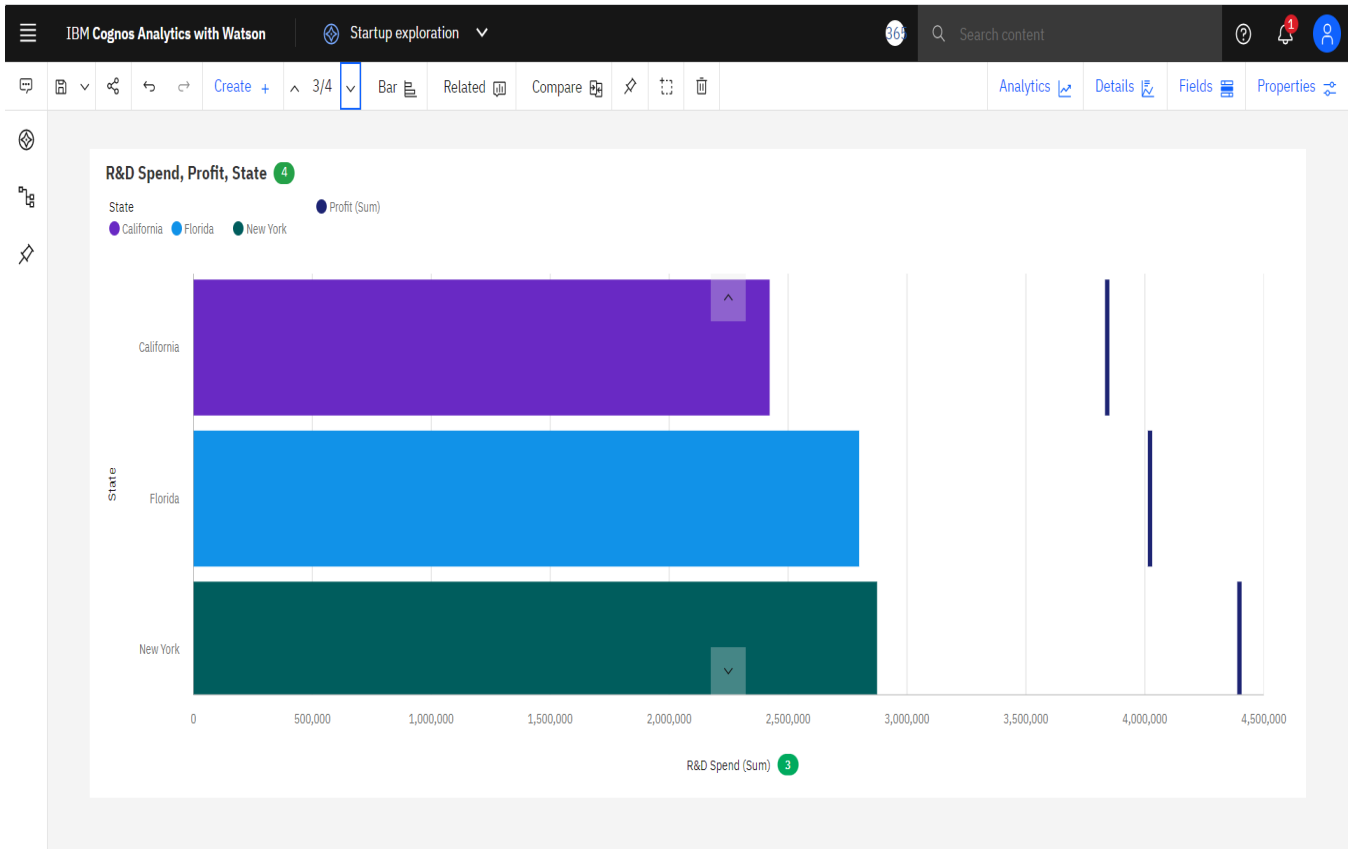 IBM Cognos Analytics with Watson Startup exploration 365 Search content 1
Create + 3/4 Bar Related Compare Analytics Details Fields Properties
R&D Spend, Profit, State 4
State Profit (Sum)
California Florida New York
California
Florida
New York
State
0 500,000 1,000,000 1,500,000 2,000,000 2,500,000 3,000,000 3,500,000 4,000,000 4,500,000
R&D Spend (Sum) 3